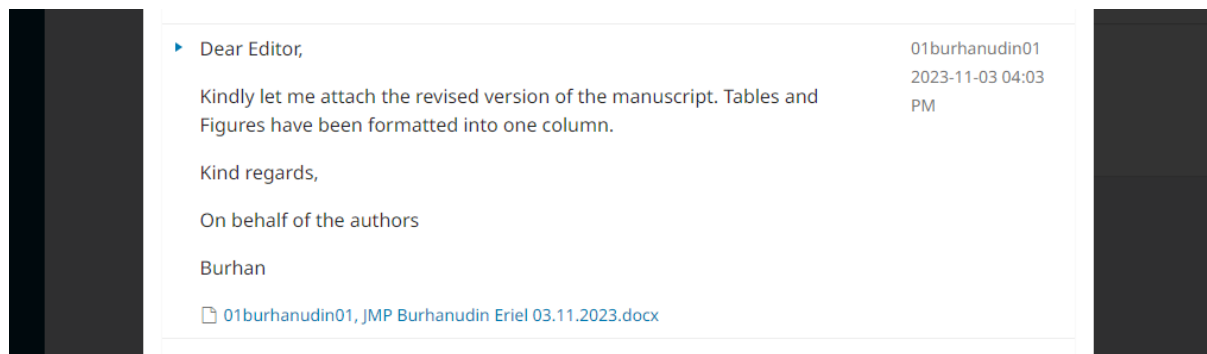 Dear Editor,
01burhanudin01
2023-11-03 04:03
PM
Kindly let me attach the revised version of the manuscript. Tables and
Figures have been formatted into one column.
Kind regards,
On behalf of the authors
Burhan
01burhanudin01, JMP Burhanudin Eriel 03.11.2023.docx